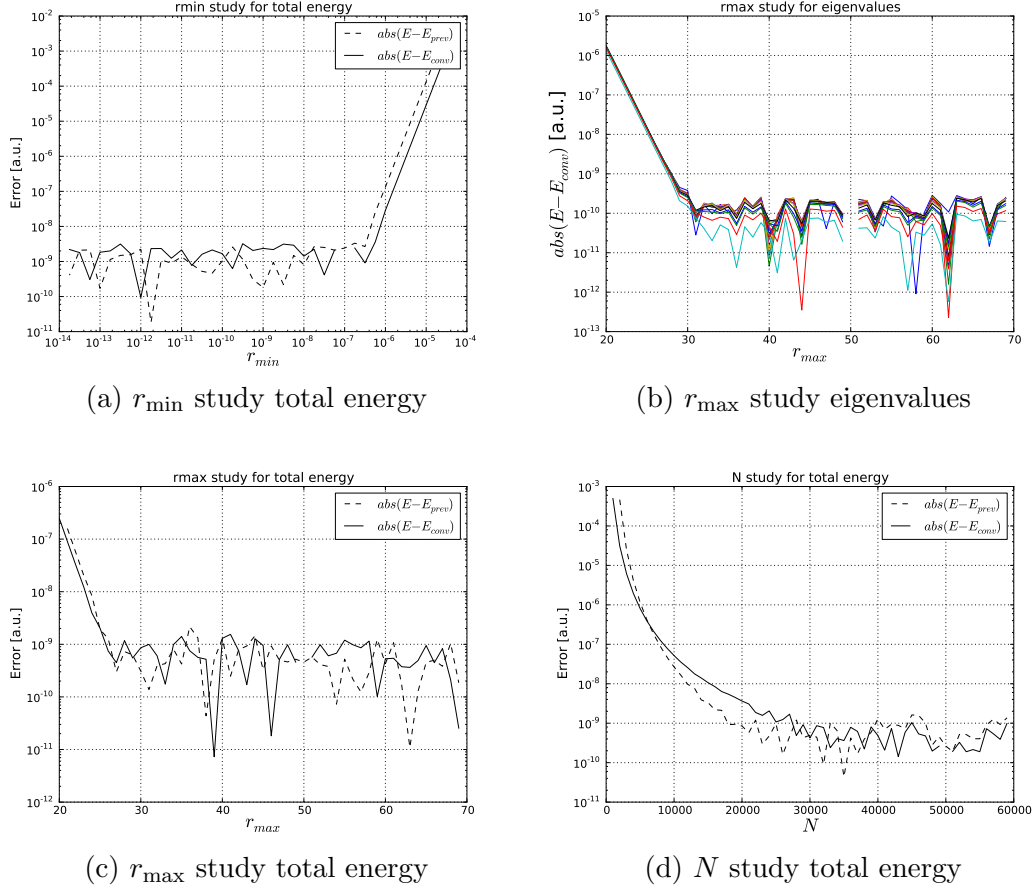 rmin study for total energy
10^-2
10^-3
10^-4
10^-5
10^-6
10^-7
10^-8
10^-9
10^-10
10^-11
Error [a.u.]
abs(E−E_prev)
abs(E−E_conv)
10^-14 10^-13 10^-12 10^-11 10^-10 10^-9 10^-8 10^-7 10^-6 10^-5 10^-4
r_min
(a) r_min study total energy
rmax study for eigenvalues
10^-5
10^-6
10^-7
10^-8
10^-9
10^-10
10^-11
10^-12
10^-13
abs(E−E_conv) [a.u.]
20 30 40 50 60 70
r_max
(b) r_max study eigenvalues
rmax study for total energy
10^-6
10^-7
10^-8
10^-9
10^-10
10^-11
10^-12
Error [a.u.]
abs(E−E_prev)
abs(E−E_conv)
20 30 40 50 60 70
r_max
(c) r_max study total energy
N study for total energy
10^-3
10^-4
10^-5
10^-6
10^-7
10^-8
10^-9
10^-10
10^-11
Error [a.u.]
abs(E−E_prev)
abs(E−E_conv)
0 10000 20000 30000 40000 50000 60000
N
(d) N study total energy